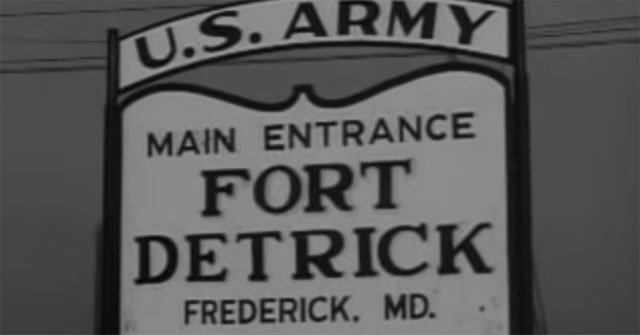 U.S. ARMY
MAIN ENTRANCE
FORT
DETRICK
FREDERICK, MD.